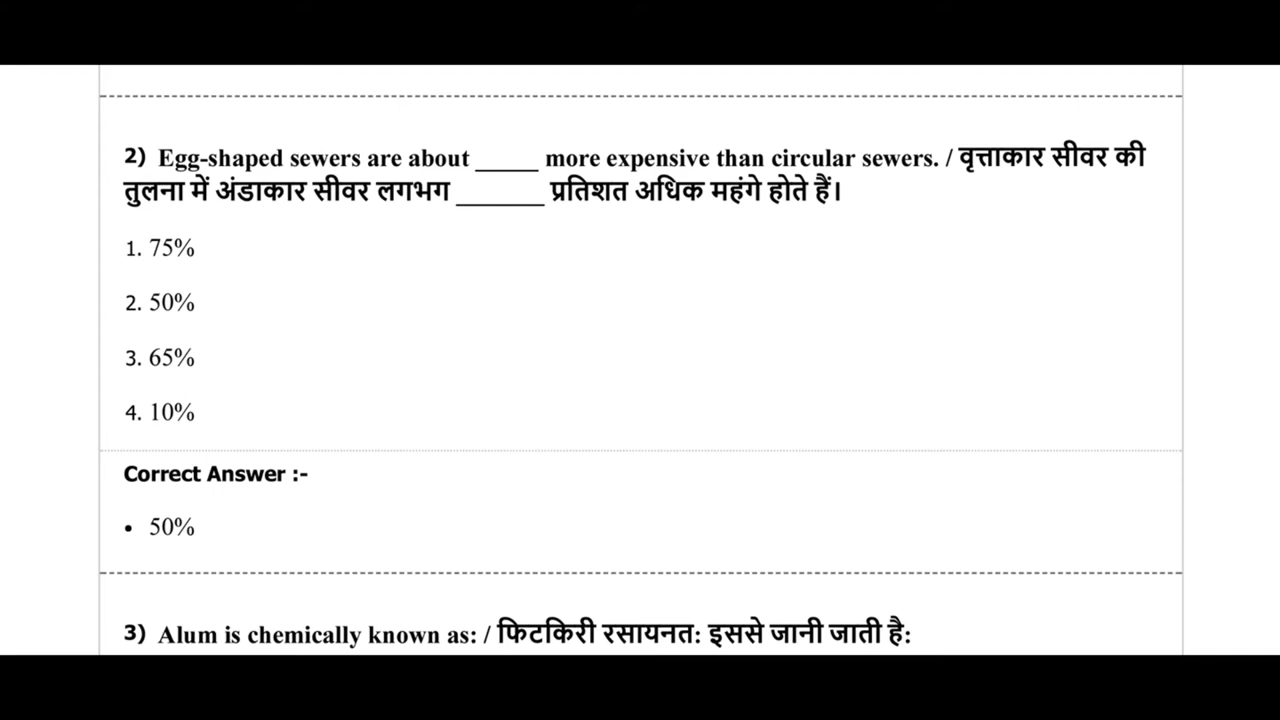 2) Egg-shaped sewers are about _____ more expensive than circular sewers. / वृत्ताकार सीवर की
तुलना में अंडाकार सीवर लगभग _______ प्रतिशत अधिक महंगे होते हैं।
1. 75%
2. 50%
3. 65%
4. 10%
Correct Answer :-
• 50%
3) Alum is chemically known as: / फिटकिरी रसायनत: इससे जानी जाती है: